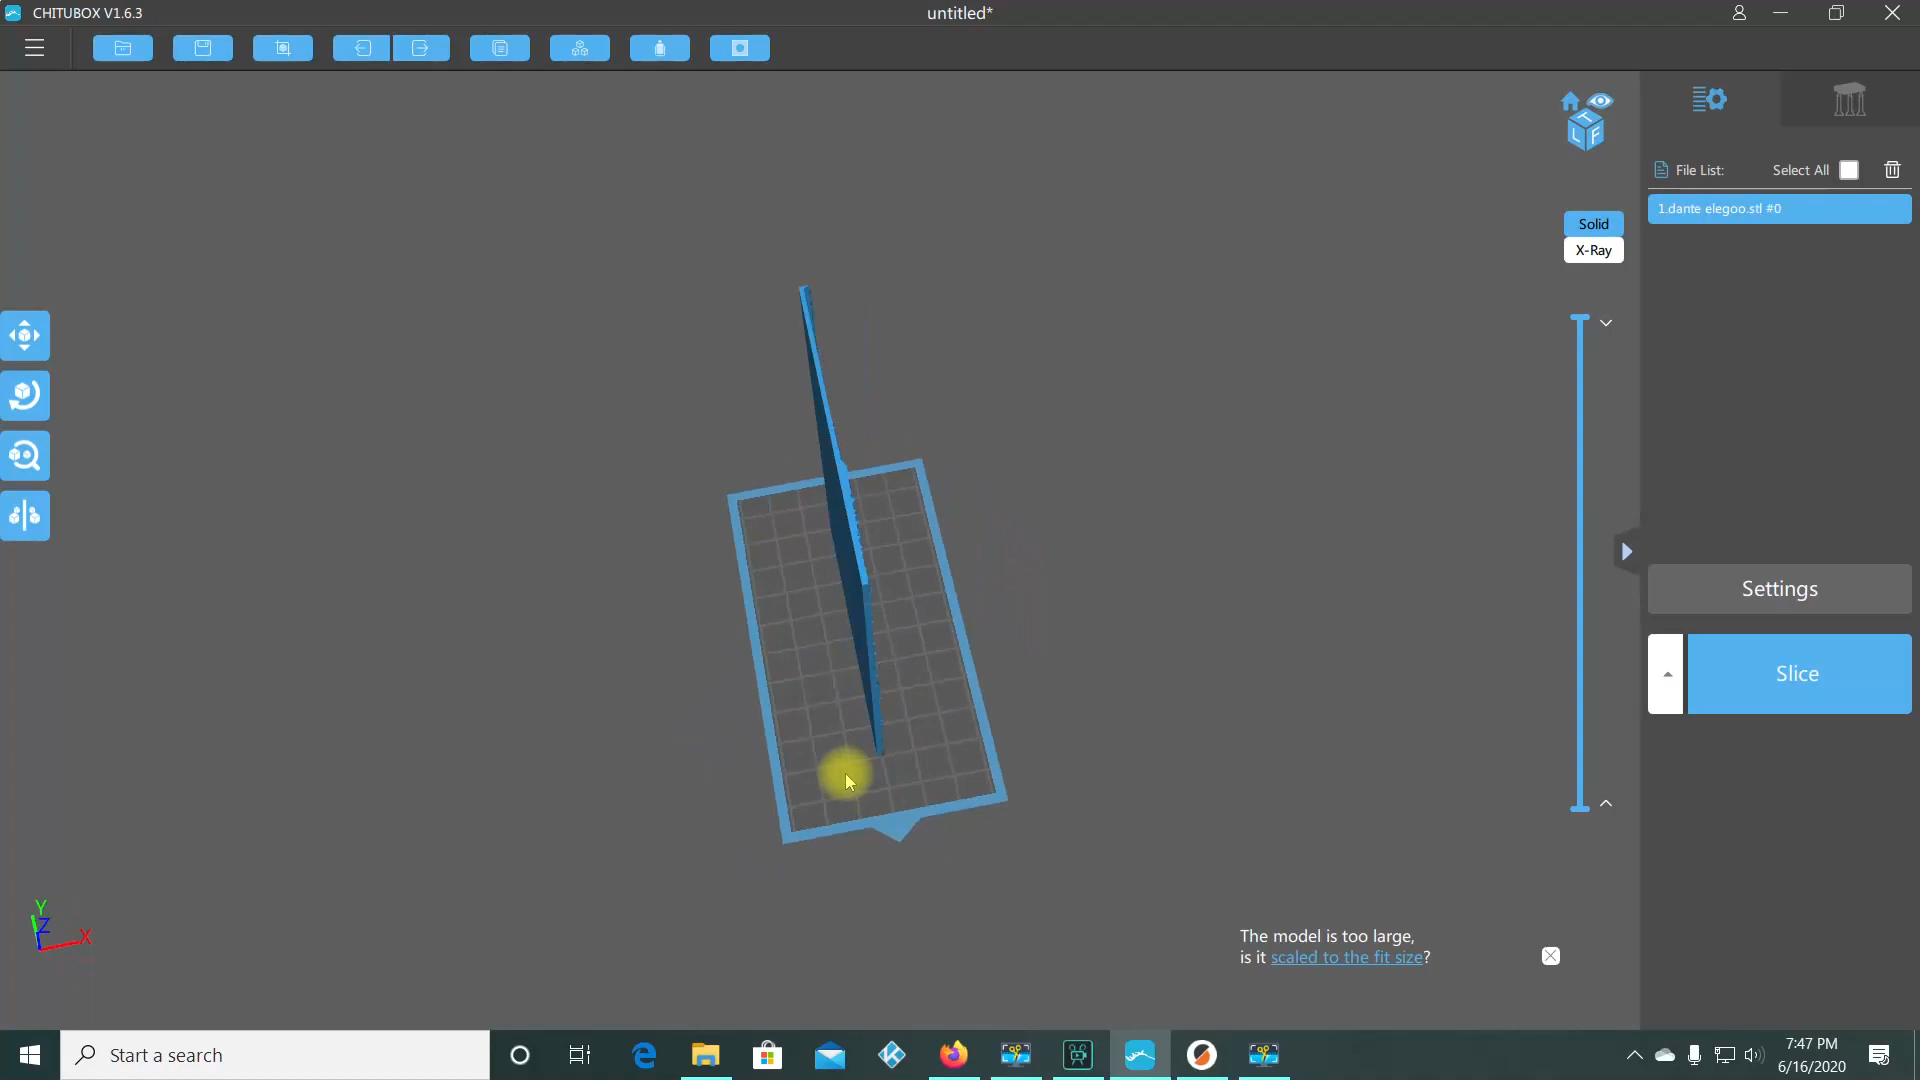 CHITUBOX V1.6.3
untitled*
T
L F
File List: Select All
1.dante elegoo.stl #0
Solid
X-Ray
Settings
Slice
Y
Z
X
The model is too large,
is it scaled to the fit size?
Start a search
7:47 PM
6/16/2020